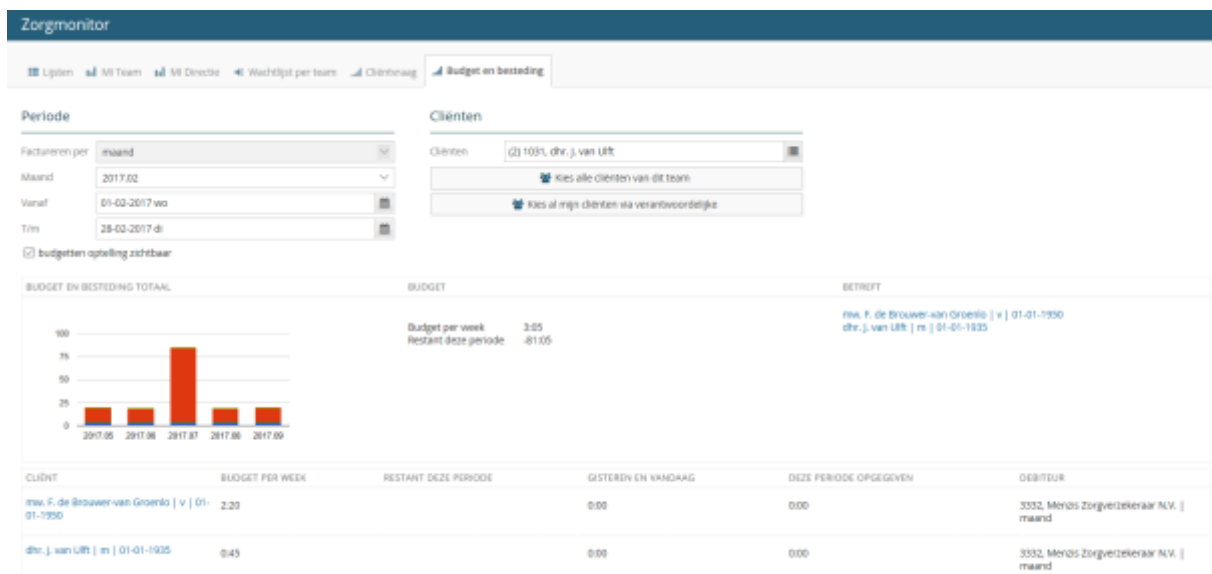 Zorgmonitor
Lijsten MI Team MI Directie Wachtlijst per team Cliëntvraag Budget en besteding
Periode
Cliënten
Factureren per maand
Cliënten (2) 1031, dhr. J. van Ulft
Maand 2017.02
Kies alle cliënten van dit team
Vanaf 01-02-2017 wo
Kies al mijn cliënten via verantwoordelijke
T/m 28-02-2017 di
budgetten optelling zichtbaar
BUDGET EN BESTEDING TOTAAL BUDGET BETREFT
Budget per week 3:05
Restant deze periode -81:05
mw. F. de Brouwer-van Groenlo | v | 01-01-1950
dhr. J. van Ulft | m | 01-01-1935
100
75
50
25
0
2017.05 2017.06 2017.07 2017.08 2017.09
CLIËNT BUDGET PER WEEK RESTANT DEZE PERIODE GISTEREN EN VANDAAG DEZE PERIODE OPGEGEVEN DEBITEUR
mw. F. de Brouwer-van Groenlo | v | 01- 2:20 0:00 0:00 3332, Menzis Zorgverzekeraar N.V. |
01-1950 maand
dhr. J. van Ulft | m | 01-01-1935 0:45 0:00 0:00 3332, Menzis Zorgverzekeraar N.V. |
maand